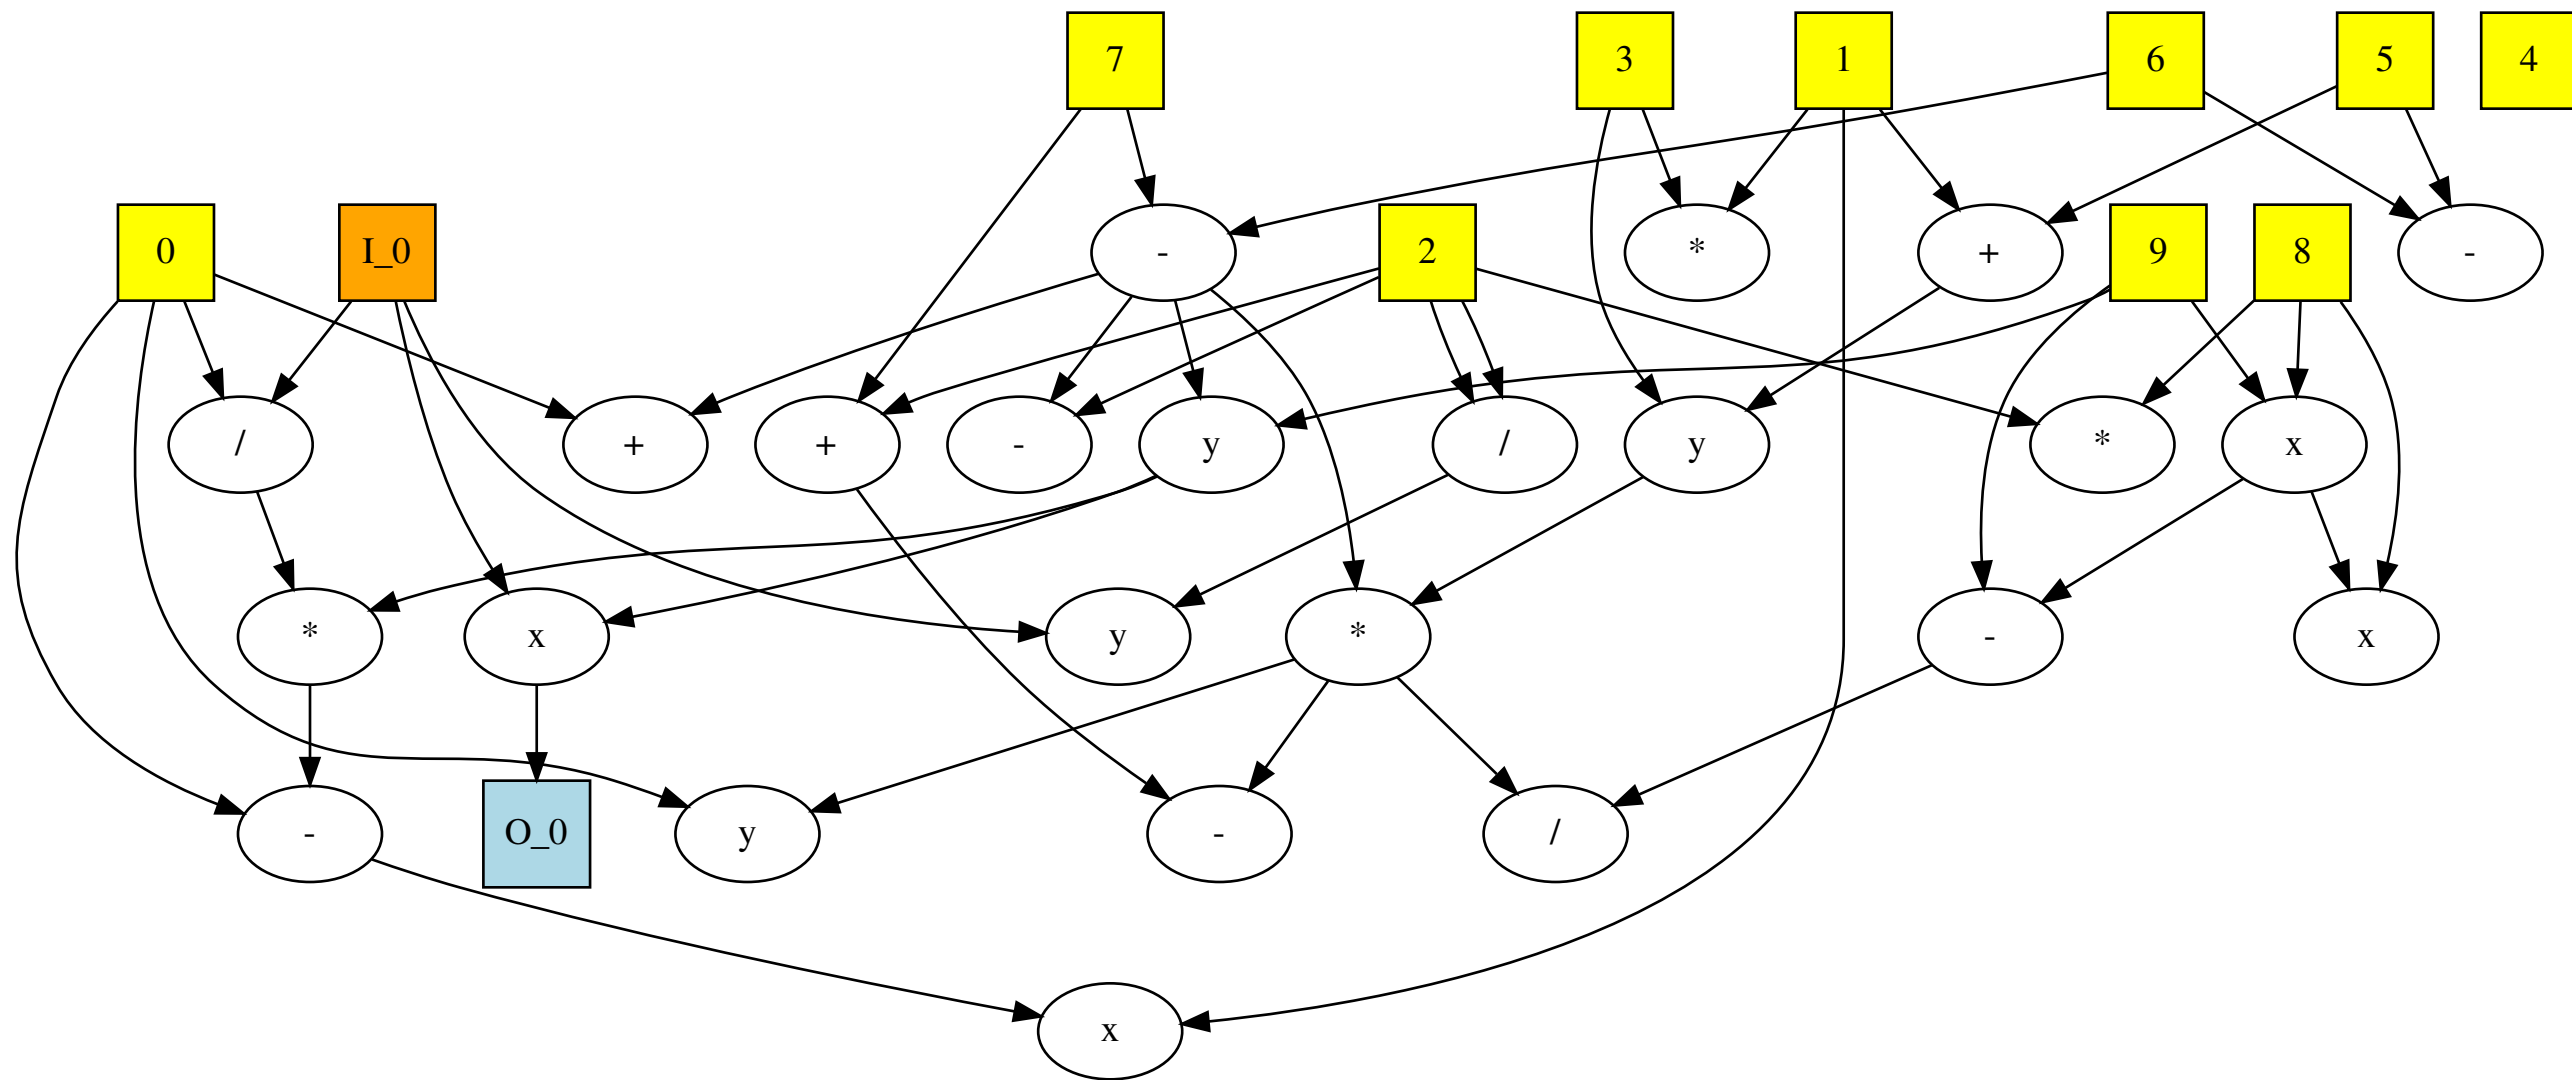 7 3 1 6 5 4
0 I_0 - 2 * + 9 8 -
/ + + - y / y * x
* x y * - x
- O_0 y - /
x